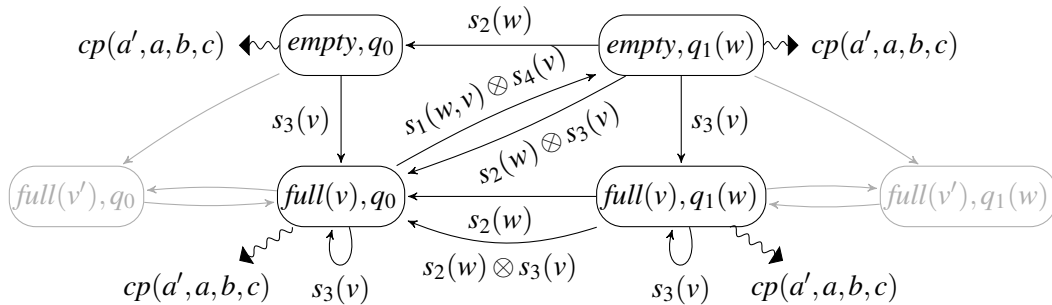 s₂(w)
cp(a′,a,b,c)
empty,q₀
empty,q₁(w)
cp(a′,a,b,c)
s₁(w,v)⊗s₄(v)
s₃(v)
s₂(w)⊗s₃(v)
s₃(v)
full(v′),q₀
full(v),q₀
full(v),q₁(w)
full(v′),q₁(w)
s₂(w)
s₂(w)⊗s₃(v)
cp(a′,a,b,c)
s₃(v)
s₃(v)
cp(a′,a,b,c)